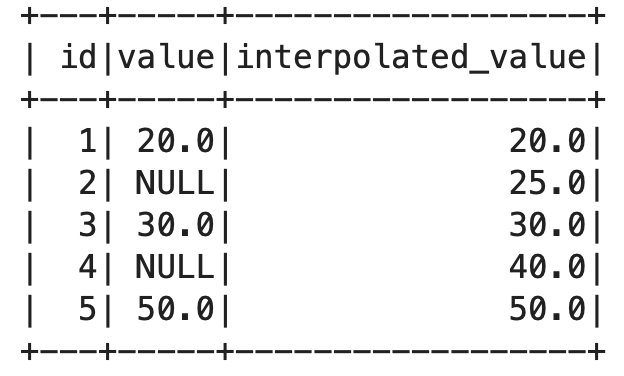 +---+-----+------------------+
| id|value|interpolated_value|
+---+-----+------------------+
|  1| 20.0|              20.0|
|  2| NULL|              25.0|
|  3| 30.0|              30.0|
|  4| NULL|              40.0|
|  5| 50.0|              50.0|
+---+-----+------------------+